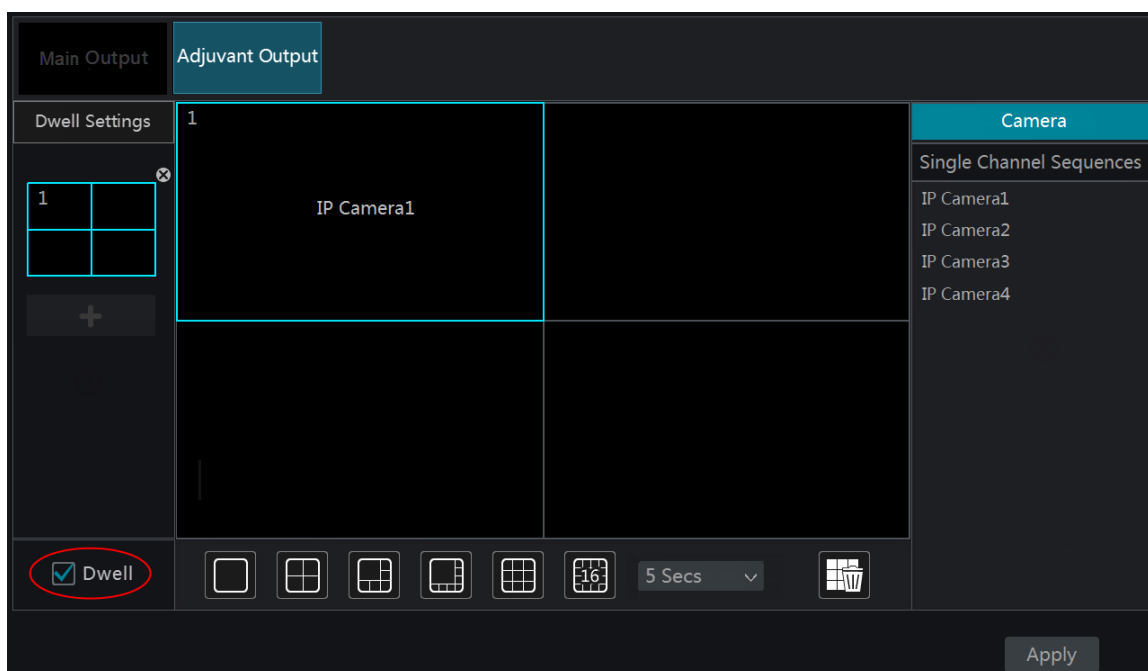 Main Output
Adjuvant Output
Dwell Settings
1
1
IP Camera1
Camera
Single Channel Sequences
IP Camera1
IP Camera2
IP Camera3
IP Camera4
Dwell
16
5 Secs
Apply